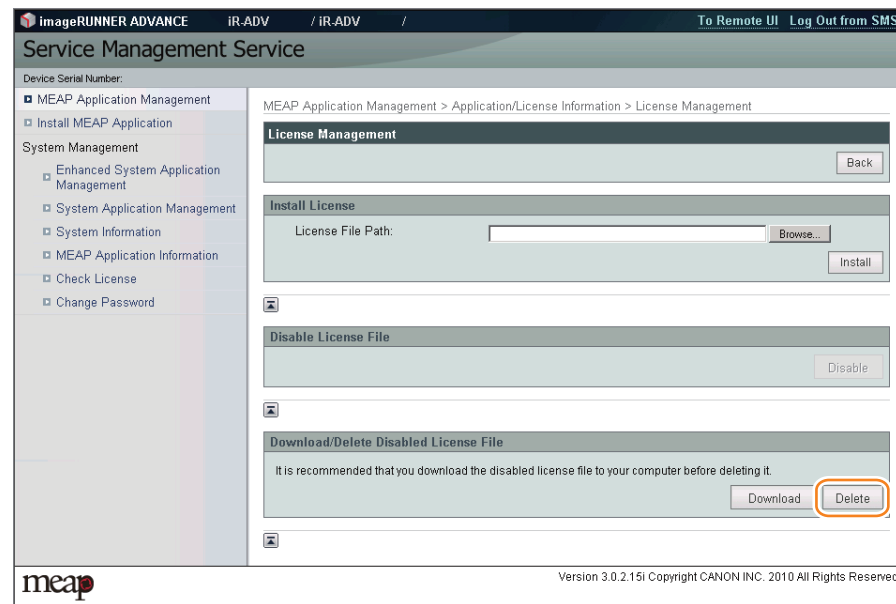 imageRUNNER ADVANCE iR-ADV / iR-ADV / To Remote UI Log Out from SMS
Service Management Service
Device Serial Number:
MEAP Application Management
Install MEAP Application
System Management
Enhanced System Application
Management
System Application Management
System Information
MEAP Application Information
Check License
Change Password
MEAP Application Management > Application/License Information > License Management
License Management
Back
Install License
License File Path: Browse...
Install
Disable License File
Disable
Download/Delete Disabled License File
It is recommended that you download the disabled license file to your computer before deleting it.
Download Delete
meap
Version 3.0.2.15i Copyright CANON INC. 2010 All Rights Reserved